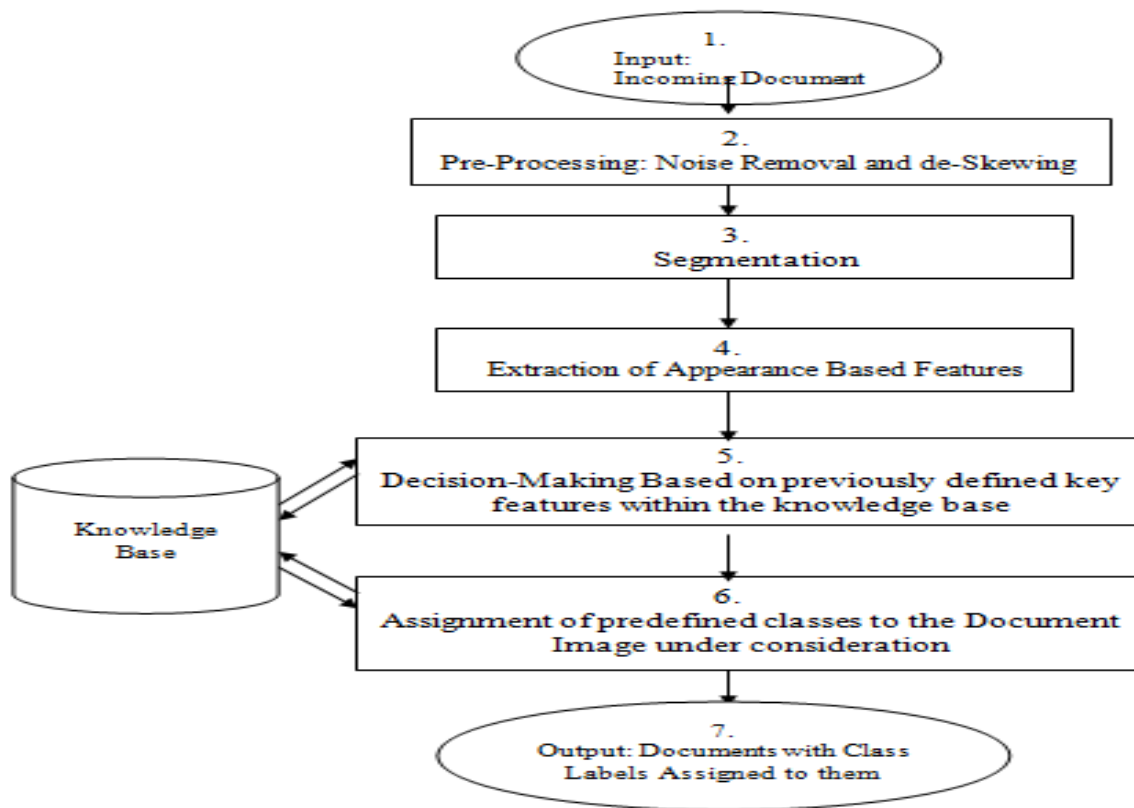 1.
Input:
Incoming Document
2.
Pre-Processing: Noise Removal and de-Skewing
3.
Segmentation
4.
Extraction of Appearance Based Features
5.
Decision-Making Based on previously defined key
features within the knowledge base
Knowledge
Base
6.
Assignment of predefined classes to the Document
Image under consideration
7.
Output: Documents with Class
Labels Assigned to them